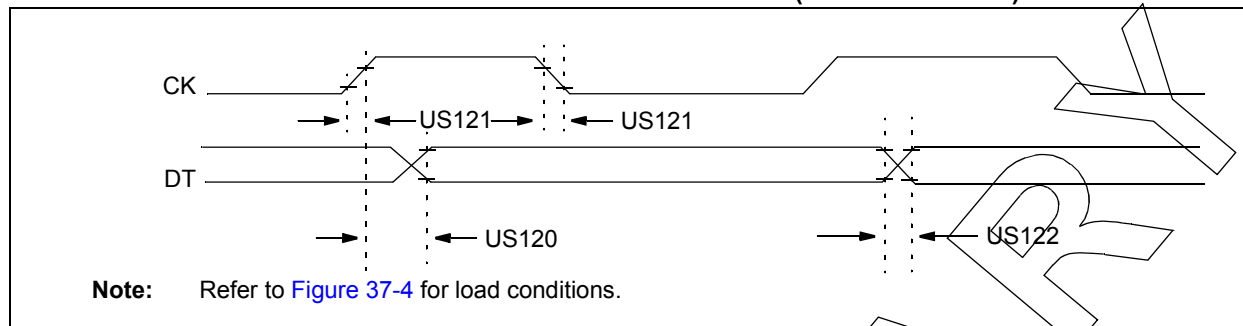 CK
US121 US121
DT
US120 US122
Note: Refer to Figure 37-4 for load conditions.